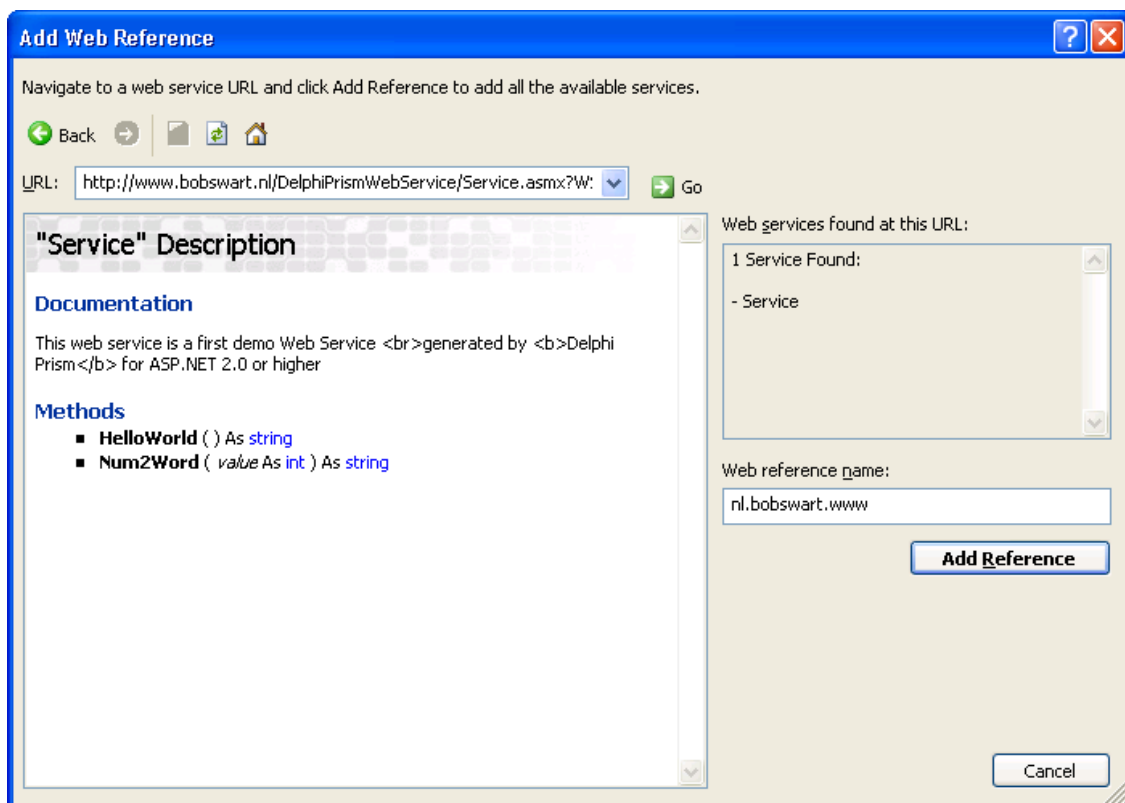 Add Web Reference
Navigate to a web service URL and click Add Reference to add all the available services.
Back
URL: http://www.bobswart.nl/DelphiPrismWebService/Service.asmx?W: Go
"Service" Description
Documentation
This web service is a first demo Web Service <br>generated by <b>Delphi
Prism</b> for ASP.NET 2.0 or higher
Methods
HelloWorld ( ) As string
Num2Word ( value As int ) As string
Web services found at this URL:
1 Service Found:
- Service
Web reference name:
nl.bobswart.www
Add Reference
Cancel